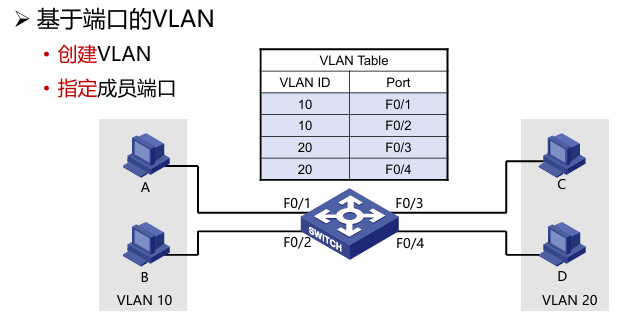 ➢ 基于端口的VLAN
• 创建VLAN
• 指定成员端口
VLAN Table
VLAN ID Port
10 F0/1
10 F0/2
20 F0/3
20 F0/4
A
C
F0/1 F0/3
SWITCH
F0/2 F0/4
B
D
VLAN 10
VLAN 20